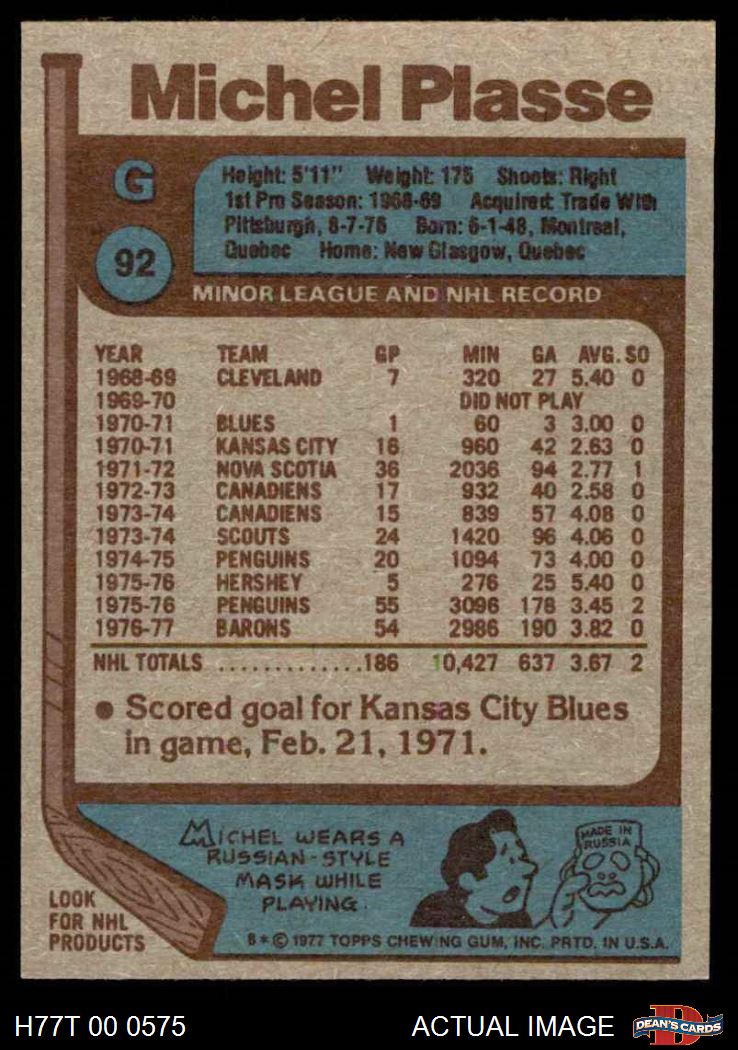 Michel Plasse
G
92
Height: 5'11" Weight: 175 Shoots: Right
1st Pro Season: 1968-69 Acquired: Trade With
Pittsburgh, 8-7-76 Born: 6-1-48, Montreal,
Quebec Home: New Glasgow, Quebec
MINOR LEAGUE AND NHL RECORD
YEAR TEAM GP MIN GA AVG. SO
1968-69 CLEVELAND 7 320 27 5.40 0
1969-70 DID NOT PLAY
1970-71 BLUES 1 60 3 3.00 0
1970-71 KANSAS CITY 16 960 42 2.63 0
1971-72 NOVA SCOTIA 36 2036 94 2.77 1
1972-73 CANADIENS 17 932 40 2.58 0
1973-74 CANADIENS 15 839 57 4.08 0
1973-74 SCOUTS 24 1420 96 4.06 0
1974-75 PENGUINS 20 1094 73 4.00 0
1975-76 HERSHEY 5 276 25 5.40 0
1975-76 PENGUINS 55 3096 178 3.45 2
1976-77 BARONS 54 2986 190 3.82 0
NHL TOTALS ..............186 10,427 637 3.67 2
● Scored goal for Kansas City Blues
in game, Feb. 21, 1971.
MICHEL WEARS A
RUSSIAN-STYLE
MASK WHILE
PLAYING.
MADE IN
RUSSIA
LOOK
FOR NHL
PRODUCTS
B * © 1977 TOPPS CHEWING GUM, INC. PRTD. IN U.S.A.
H77T 00 0575 ACTUAL IMAGE
D
DEAN'S CARDS